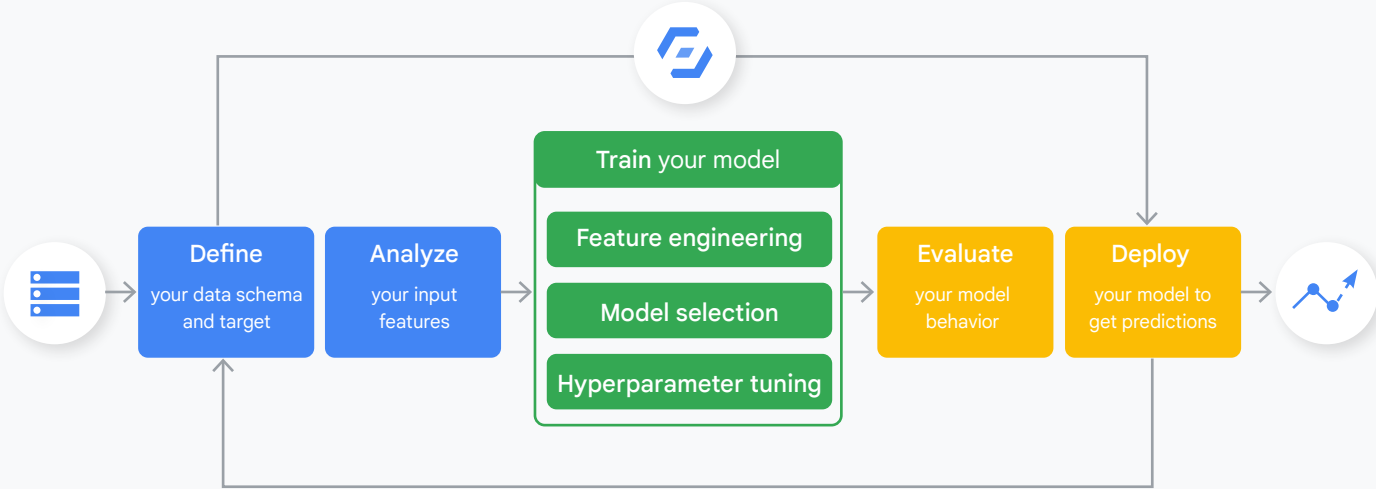 Train your model
Define
your data schema
and target
Analyze
your input
features
Feature engineering
Model selection
Hyperparameter tuning
Evaluate
your model
behavior
Deploy
your model to
get predictions